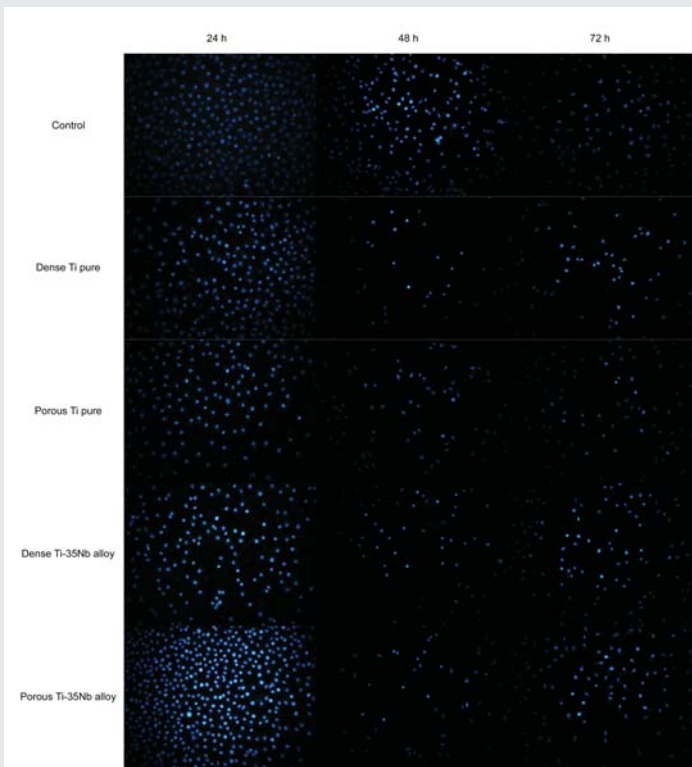 24 h 48 h 72 h
Control
Dense Ti pure
Porous Ti pure
Dense Ti-35Nb alloy
Porous Ti-35Nb alloy